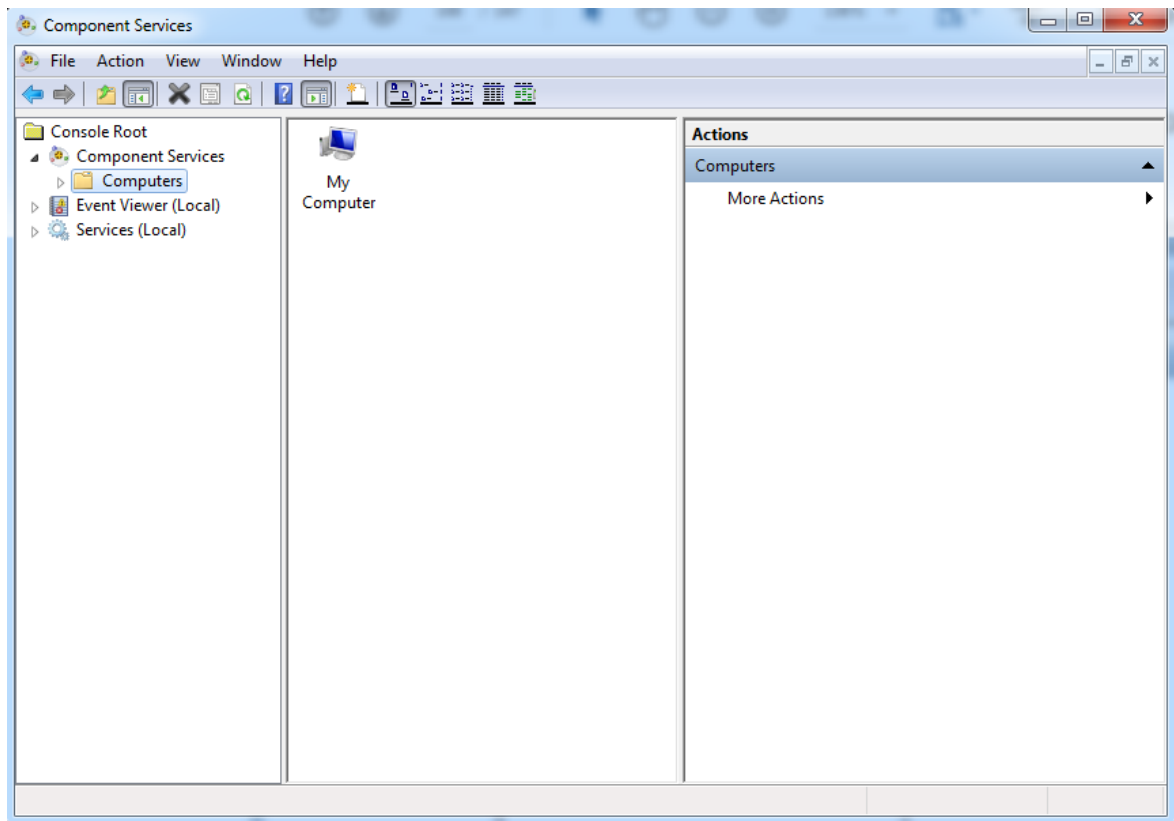 Component Services
File Action View Window Help
Console Root
Component Services
Computers
Event Viewer (Local)
Services (Local)
My
Computer
Actions
Computers
More Actions